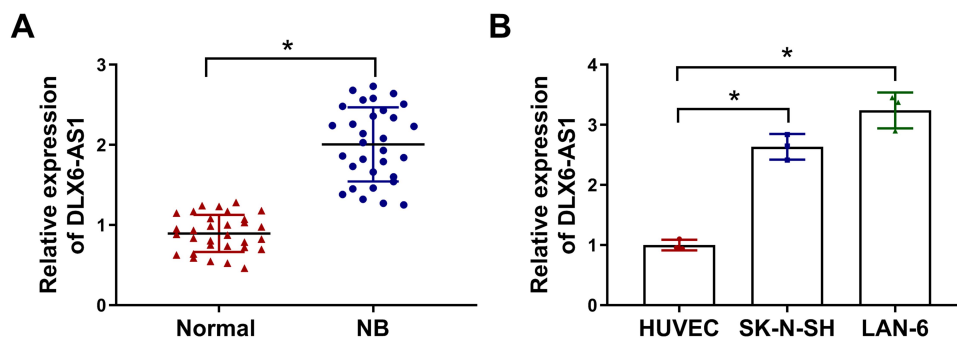 A
Relative expression
of DLX6-AS1
3
2
1
0
*
Normal
NB
B
Relative expression
of DLX6-AS1
4
3
2
1
0
*
*
HUVEC
SK-N-SH
LAN-6